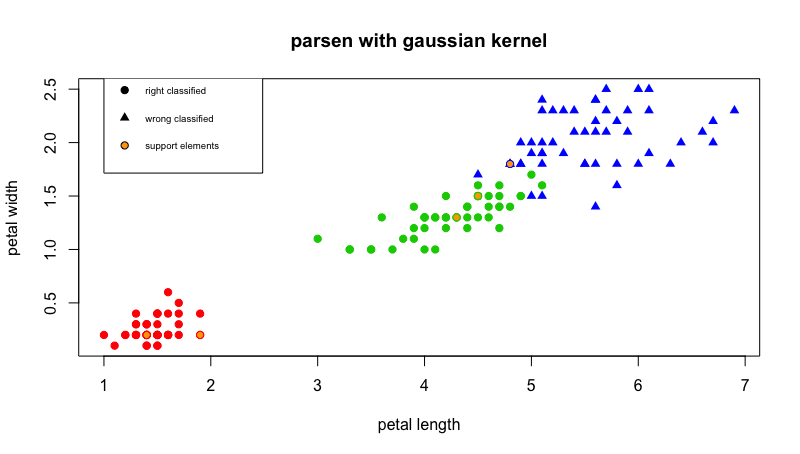 parsen with gaussian kernel
right classified
wrong classified
support elements
2.5
2.0
1.5
1.0
0.5
petal width
1 2 3 4 5 6 7
petal length